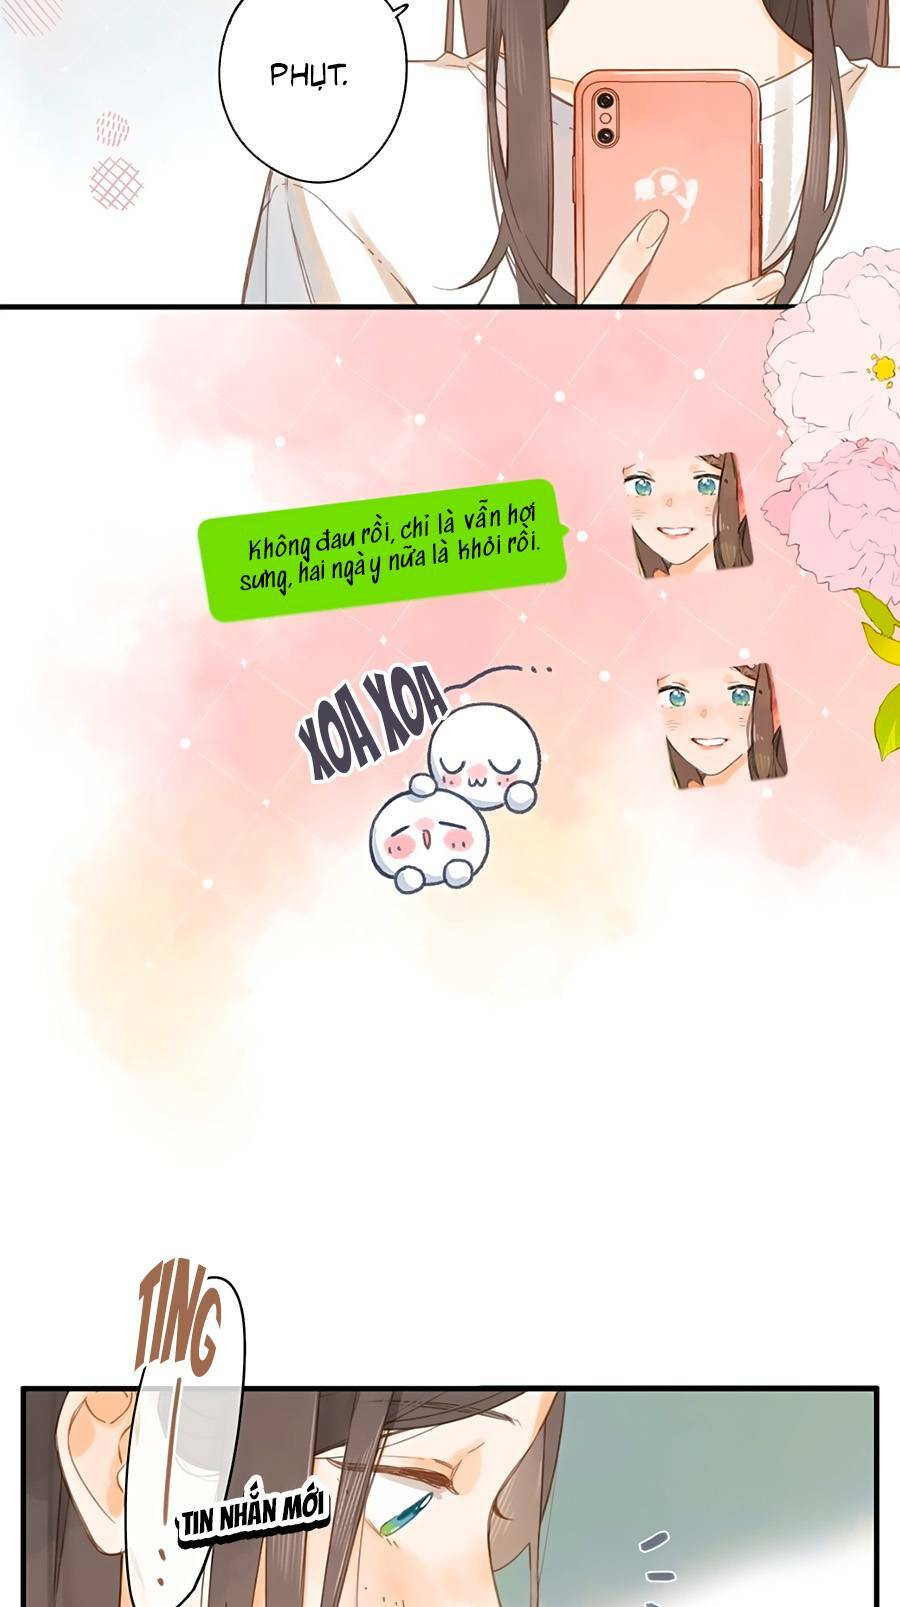 PHỤT.
Không đau rồi, chỉ là vẫn hơi
sưng, hai ngày nữa là khỏi rồi.
XOA XOA
TING
TIN NHẮN MỚI